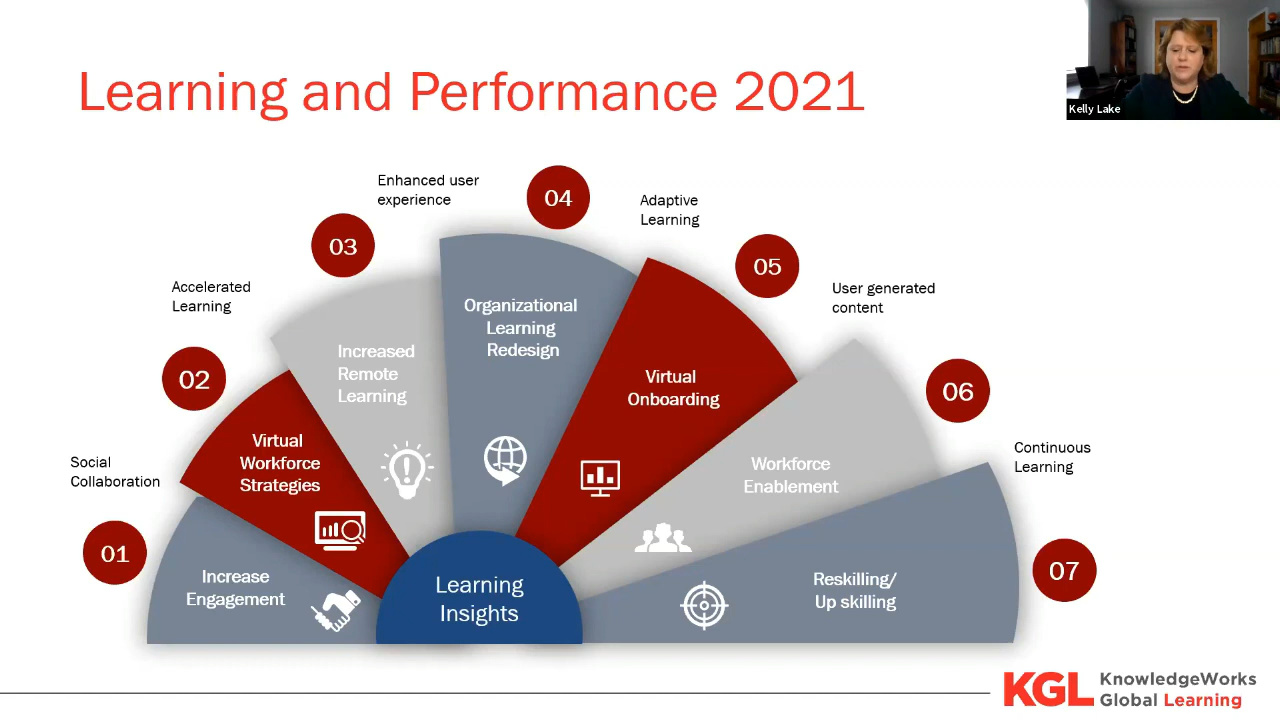 Learning and Performance 2021
Kelly Lake
Social
Collaboration
01
Increase
Engagement
02
Virtual
Workforce
Strategies
Accelerated
Learning
03
Increased
Remote
Learning
Enhanced user
experience
04
Organizational
Learning
Redesign
Adaptive
Learning
05
Virtual
Onboarding
User generated
content
06
Workforce
Enablement
Continuous
Learning
07
Reskilling/
Up skilling
Learning
Insights
KGL KnowledgeWorks
Global Learning